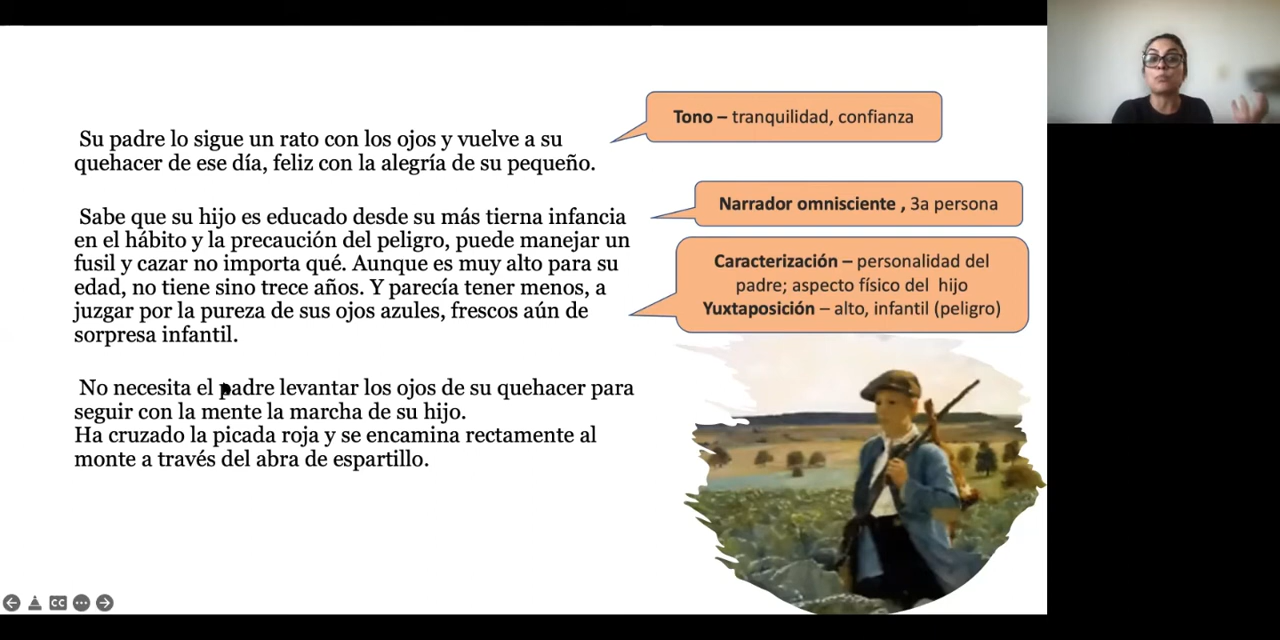 Su padre lo sigue un rato con los ojos y vuelve a su
quehacer de ese día, feliz con la alegría de su pequeño.
Sabe que su hijo es educado desde su más tierna infancia
en el hábito y la precaución del peligro, puede manejar un
fusil y cazar no importa qué. Aunque es muy alto para su
edad, no tiene sino trece años. Y parecía tener menos, a
juzgar por la pureza de sus ojos azules, frescos aún de
sorpresa infantil.
No necesita el padre levantar los ojos de su quehacer para
seguir con la mente la marcha de su hijo.
Ha cruzado la picada roja y se encamina rectamente al
monte a través del abra de espartillo.
Tono – tranquilidad, confianza
Narrador omnisciente , 3a persona
Caracterización – personalidad del
padre; aspecto físico del hijo
Yuxtaposición – alto, infantil (peligro)
CC